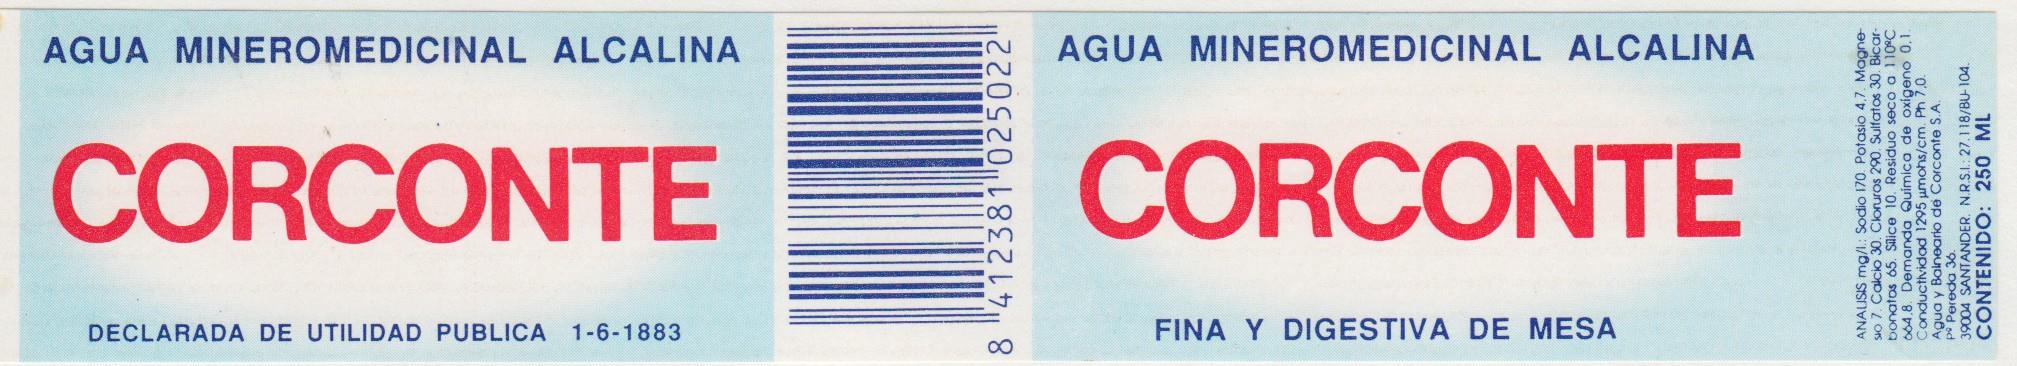 AGUA MINEROMEDICINAL ALCALINA
CORCONTE
DECLARADA DE UTILIDAD PUBLICA 1-6-1883
8 412381 025022
AGUA MINEROMEDICINAL ALCALINA
CORCONTE
FINA Y DIGESTIVA DE MESA
ANALISIS mg/l.: Sodio 170. Potasio 4,7. Magne-
sio 7. Calcio 30. Cloruros 290. Sulfatos 30. Bicar-
bonatos 65. Sílice 10. Residuo seco a 110ºC
664,8. Demanda Química de oxígeno 0,1.
Conductividad 1295 µmohs/cm. Ph 7,0.
Agua y Balneario de Corconte S.A.
Pº Pereda 36.
39004 SANTANDER. N.R.S.I.: 27.118/BU-104.
CONTENIDO: 250 ML